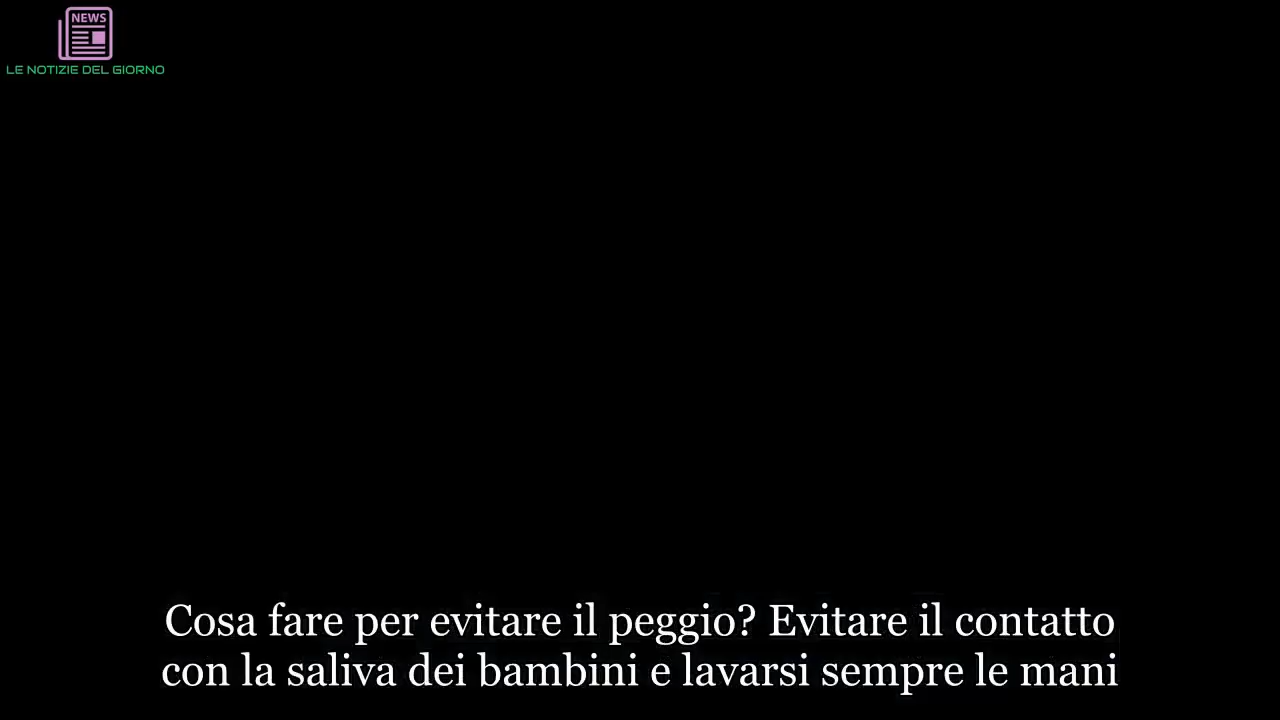 NEWS
LE NOTIZIE DEL GIORNO
Cosa fare per evitare il peggio? Evitare il contatto
con la saliva dei bambini e lavarsi sempre le mani